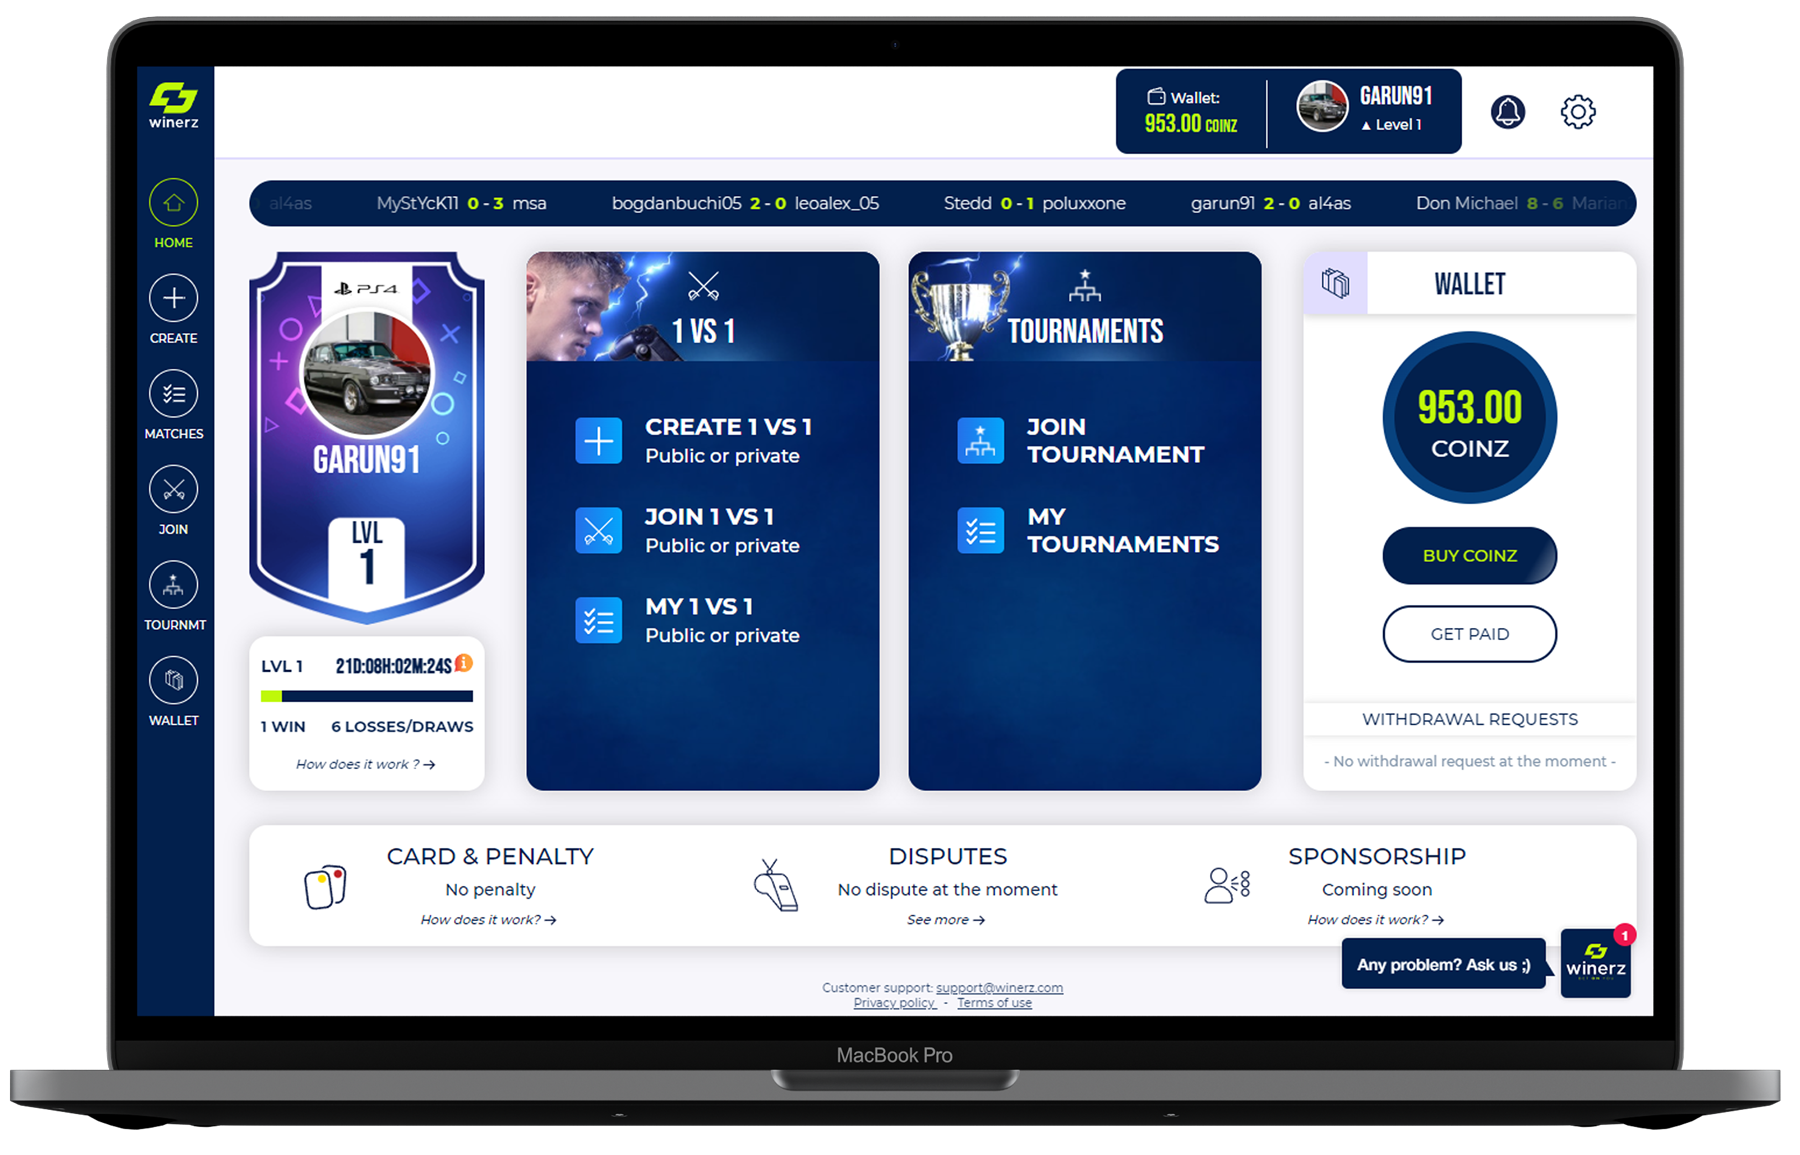 winerz
Wallet:
953.00 COINZ
GARUN91
▲ Level 1
al4as
MyStYcK11 0 - 3 msa
bogdanbuchi05 2 - 0 leoalex_05
Stedd 0 - 1 poluxxone
garun91 2 - 0 al4as
Don Michael 8 - 6 Marian
HOME
CREATE
MATCHES
JOIN
TOURNMT
WALLET
PS4
GARUN91
LVL
1
LVL 1 21D:08H:02M:24S i
1 WIN 6 LOSSES/DRAWS
How does it work ? →
1 VS 1
CREATE 1 VS 1
Public or private
JOIN 1 VS 1
Public or private
MY 1 VS 1
Public or private
TOURNAMENTS
JOIN
TOURNAMENT
MY
TOURNAMENTS
WALLET
953.00
COINZ
BUY COINZ
GET PAID
WITHDRAWAL REQUESTS
- No withdrawal request at the moment -
CARD & PENALTY
No penalty
How does it work? →
DISPUTES
No dispute at the moment
See more →
SPONSORSHIP
Coming soon
How does it work? →
Any problem? Ask us ;)
1
winerz
Customer support: support@winerz.com
Privacy policy - Terms of use
MacBook Pro